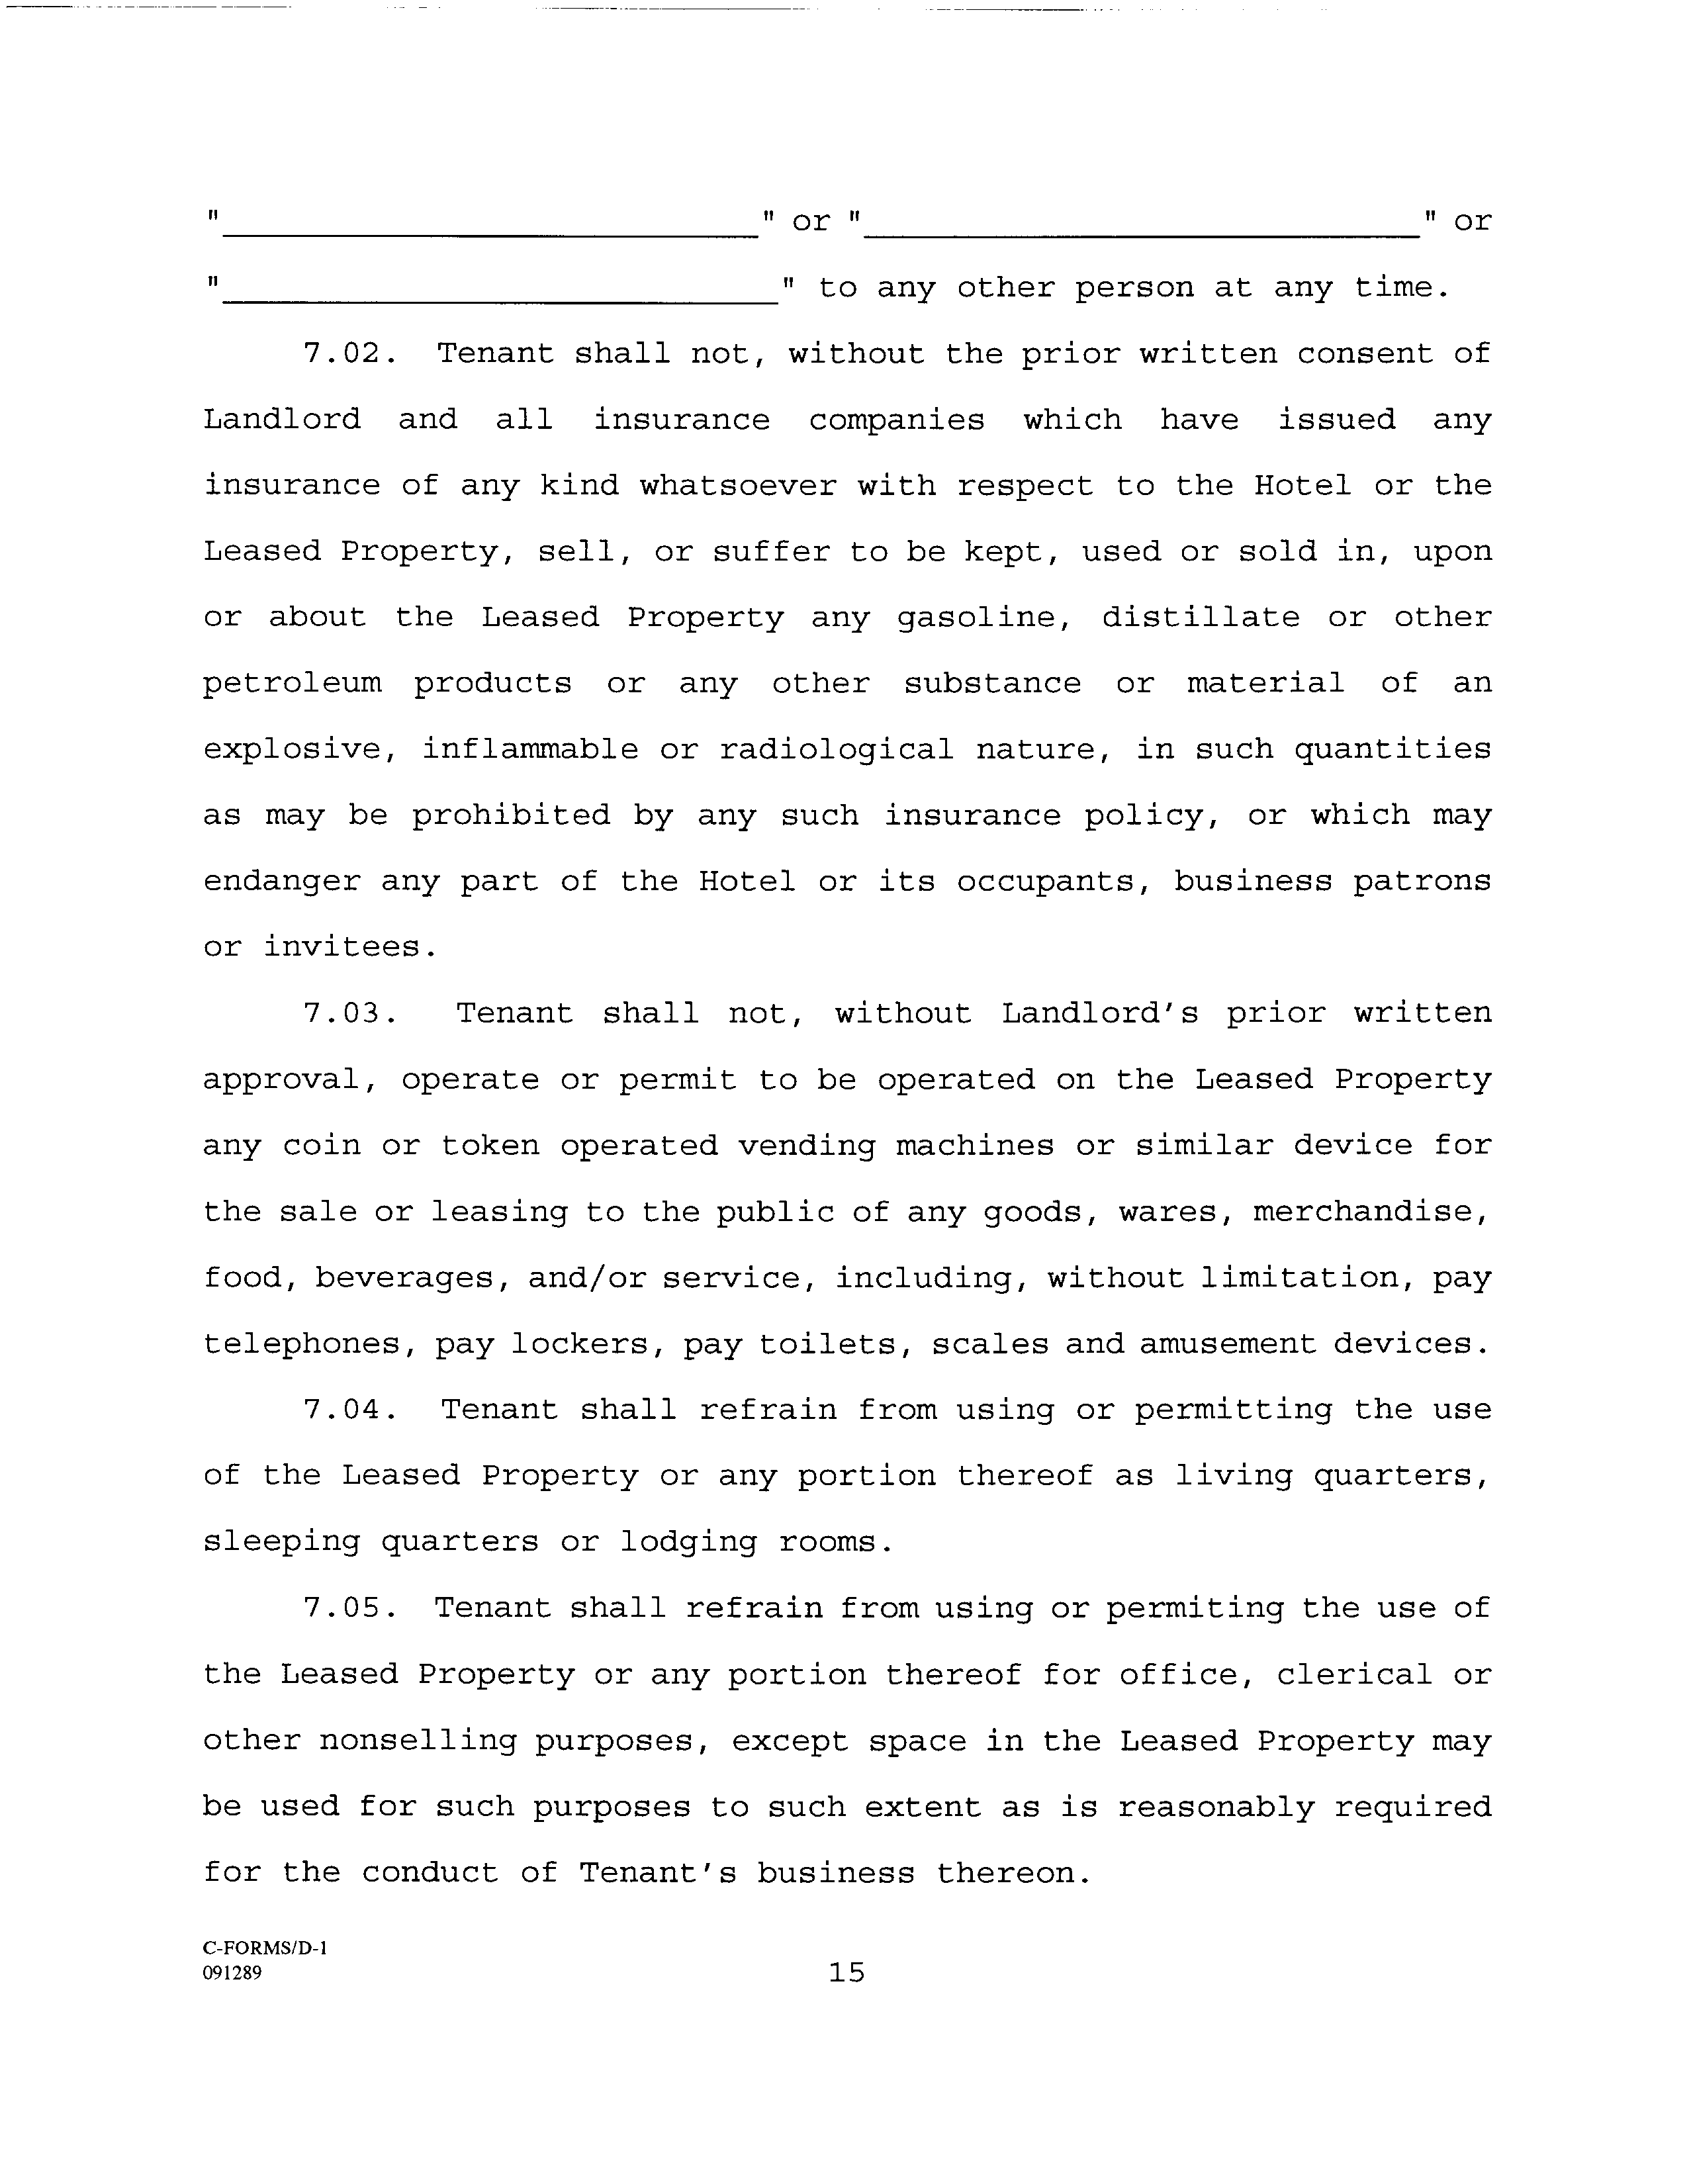 "____________________________" or "_____________________________" or
"_____________________________" to any other person at any time.
7.02. Tenant shall not, without the prior written consent of
Landlord and all insurance companies which have issued any
insurance of any kind whatsoever with respect to the Hotel or the
Leased Property, sell, or suffer to be kept, used or sold in, upon
or about the Leased Property any gasoline, distillate or other
petroleum products or any other substance or material of an
explosive, inflammable or radiological nature, in such quantities
as may be prohibited by any such insurance policy, or which may
endanger any part of the Hotel or its occupants, business patrons
or invitees.
7.03. Tenant shall not, without Landlord's prior written
approval, operate or permit to be operated on the Leased Property
any coin or token operated vending machines or similar device for
the sale or leasing to the public of any goods, wares, merchandise,
food, beverages, and/or service, including, without limitation, pay
telephones, pay lockers, pay toilets, scales and amusement devices.
7.04. Tenant shall refrain from using or permitting the use
of the Leased Property or any portion thereof as living quarters,
sleeping quarters or lodging rooms.
7.05. Tenant shall refrain from using or permiting the use of
the Leased Property or any portion thereof for office, clerical or
other nonselling purposes, except space in the Leased Property may
be used for such purposes to such extent as is reasonably required
for the conduct of Tenant's business thereon.
C-FORMS/D-1
091289
15